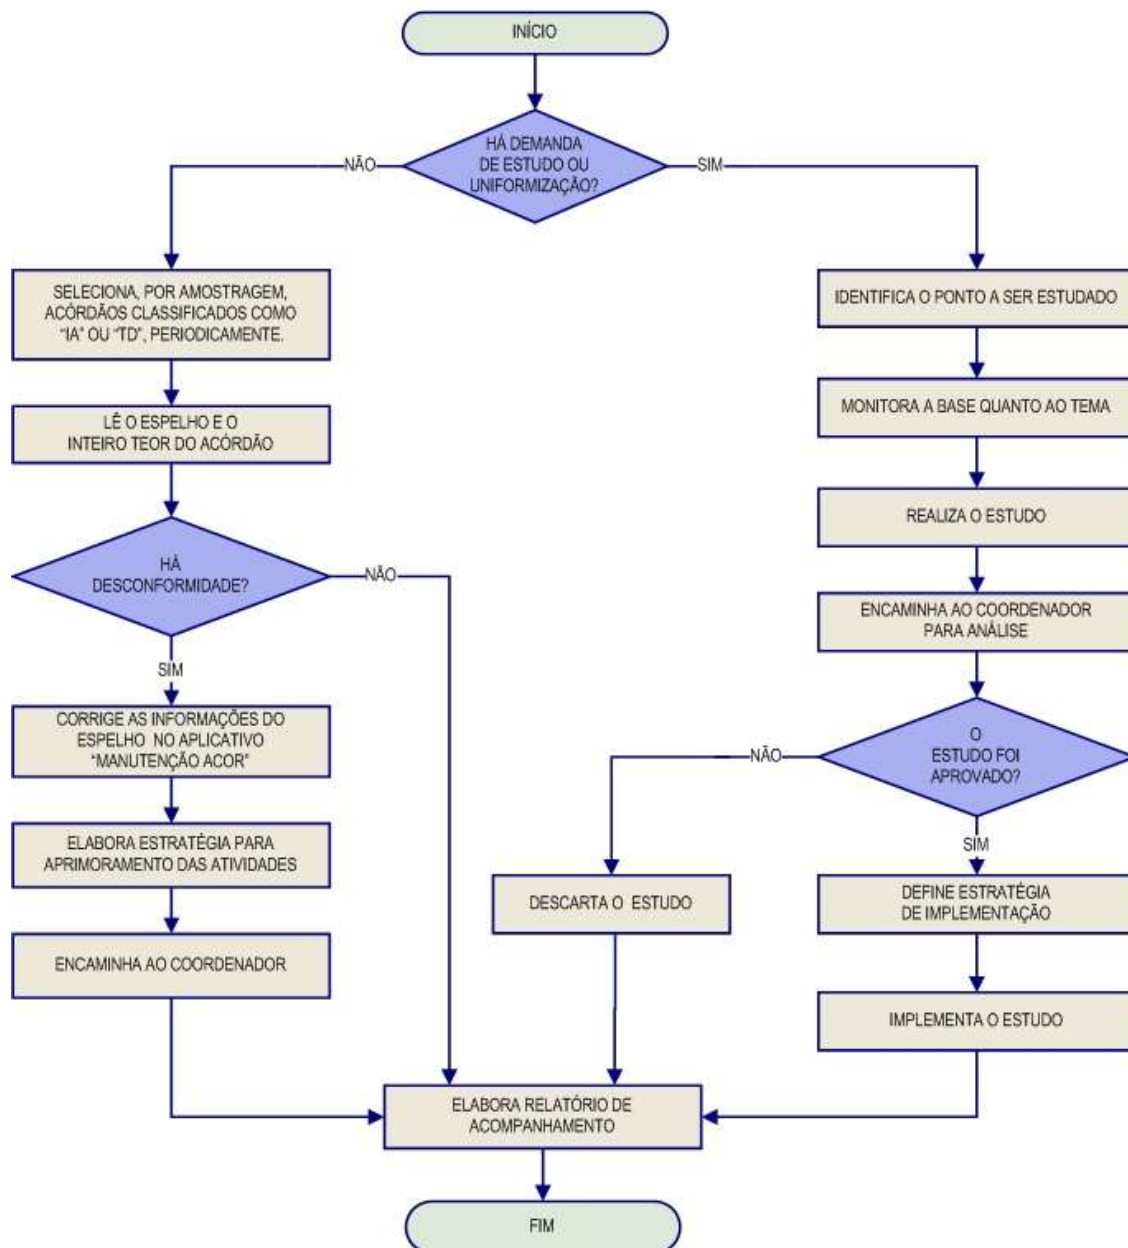 INÍCIO
HÁ DEMANDA
DE ESTUDO OU
UNIFORMIZAÇÃO?
NÃO
SIM
SELECIONA, POR AMOSTRAGEM,
ACÓRDÃOS CLASSIFICADOS COMO
“IA” OU “TD”, PERIODICAMENTE.
LÊ O ESPELHO E O
INTEIRO TEOR DO ACÓRDÃO
HÁ
DESCONFORMIDADE?
NÃO
SIM
CORRIGE AS INFORMAÇÕES DO
ESPELHO NO APLICATIVO
“MANUTENÇÃO ACOR”
ELABORA ESTRATÉGIA PARA
APRIMORAMENTO DAS ATIVIDADES
ENCAMINHA AO COORDENADOR
IDENTIFICA O PONTO A SER ESTUDADO
MONITORA A BASE QUANTO AO TEMA
REALIZA O ESTUDO
ENCAMINHA AO COORDENADOR
PARA ANÁLISE
O
ESTUDO FOI
APROVADO?
NÃO
SIM
DESCARTA O ESTUDO
DEFINE ESTRATÉGIA
DE IMPLEMENTAÇÃO
IMPLEMENTA O ESTUDO
ELABORA RELATÓRIO DE
ACOMPANHAMENTO
FIM